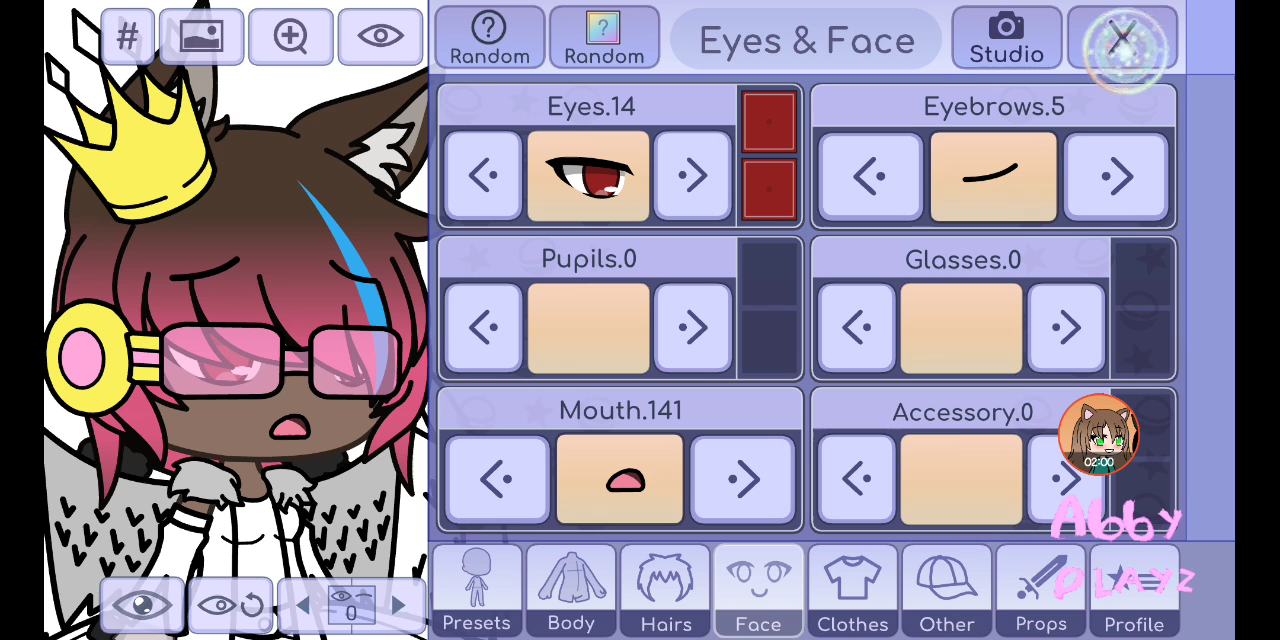 #
?
Random
?
Random
Eyes & Face
Studio
X
Eyes.14
Eyebrows.5
Pupils.0
Glasses.0
Mouth.141
Accessory.0
02:00
Abby
PLAYZ
0
Presets
Body
Hairs
Face
Clothes
Other
Props
Profile